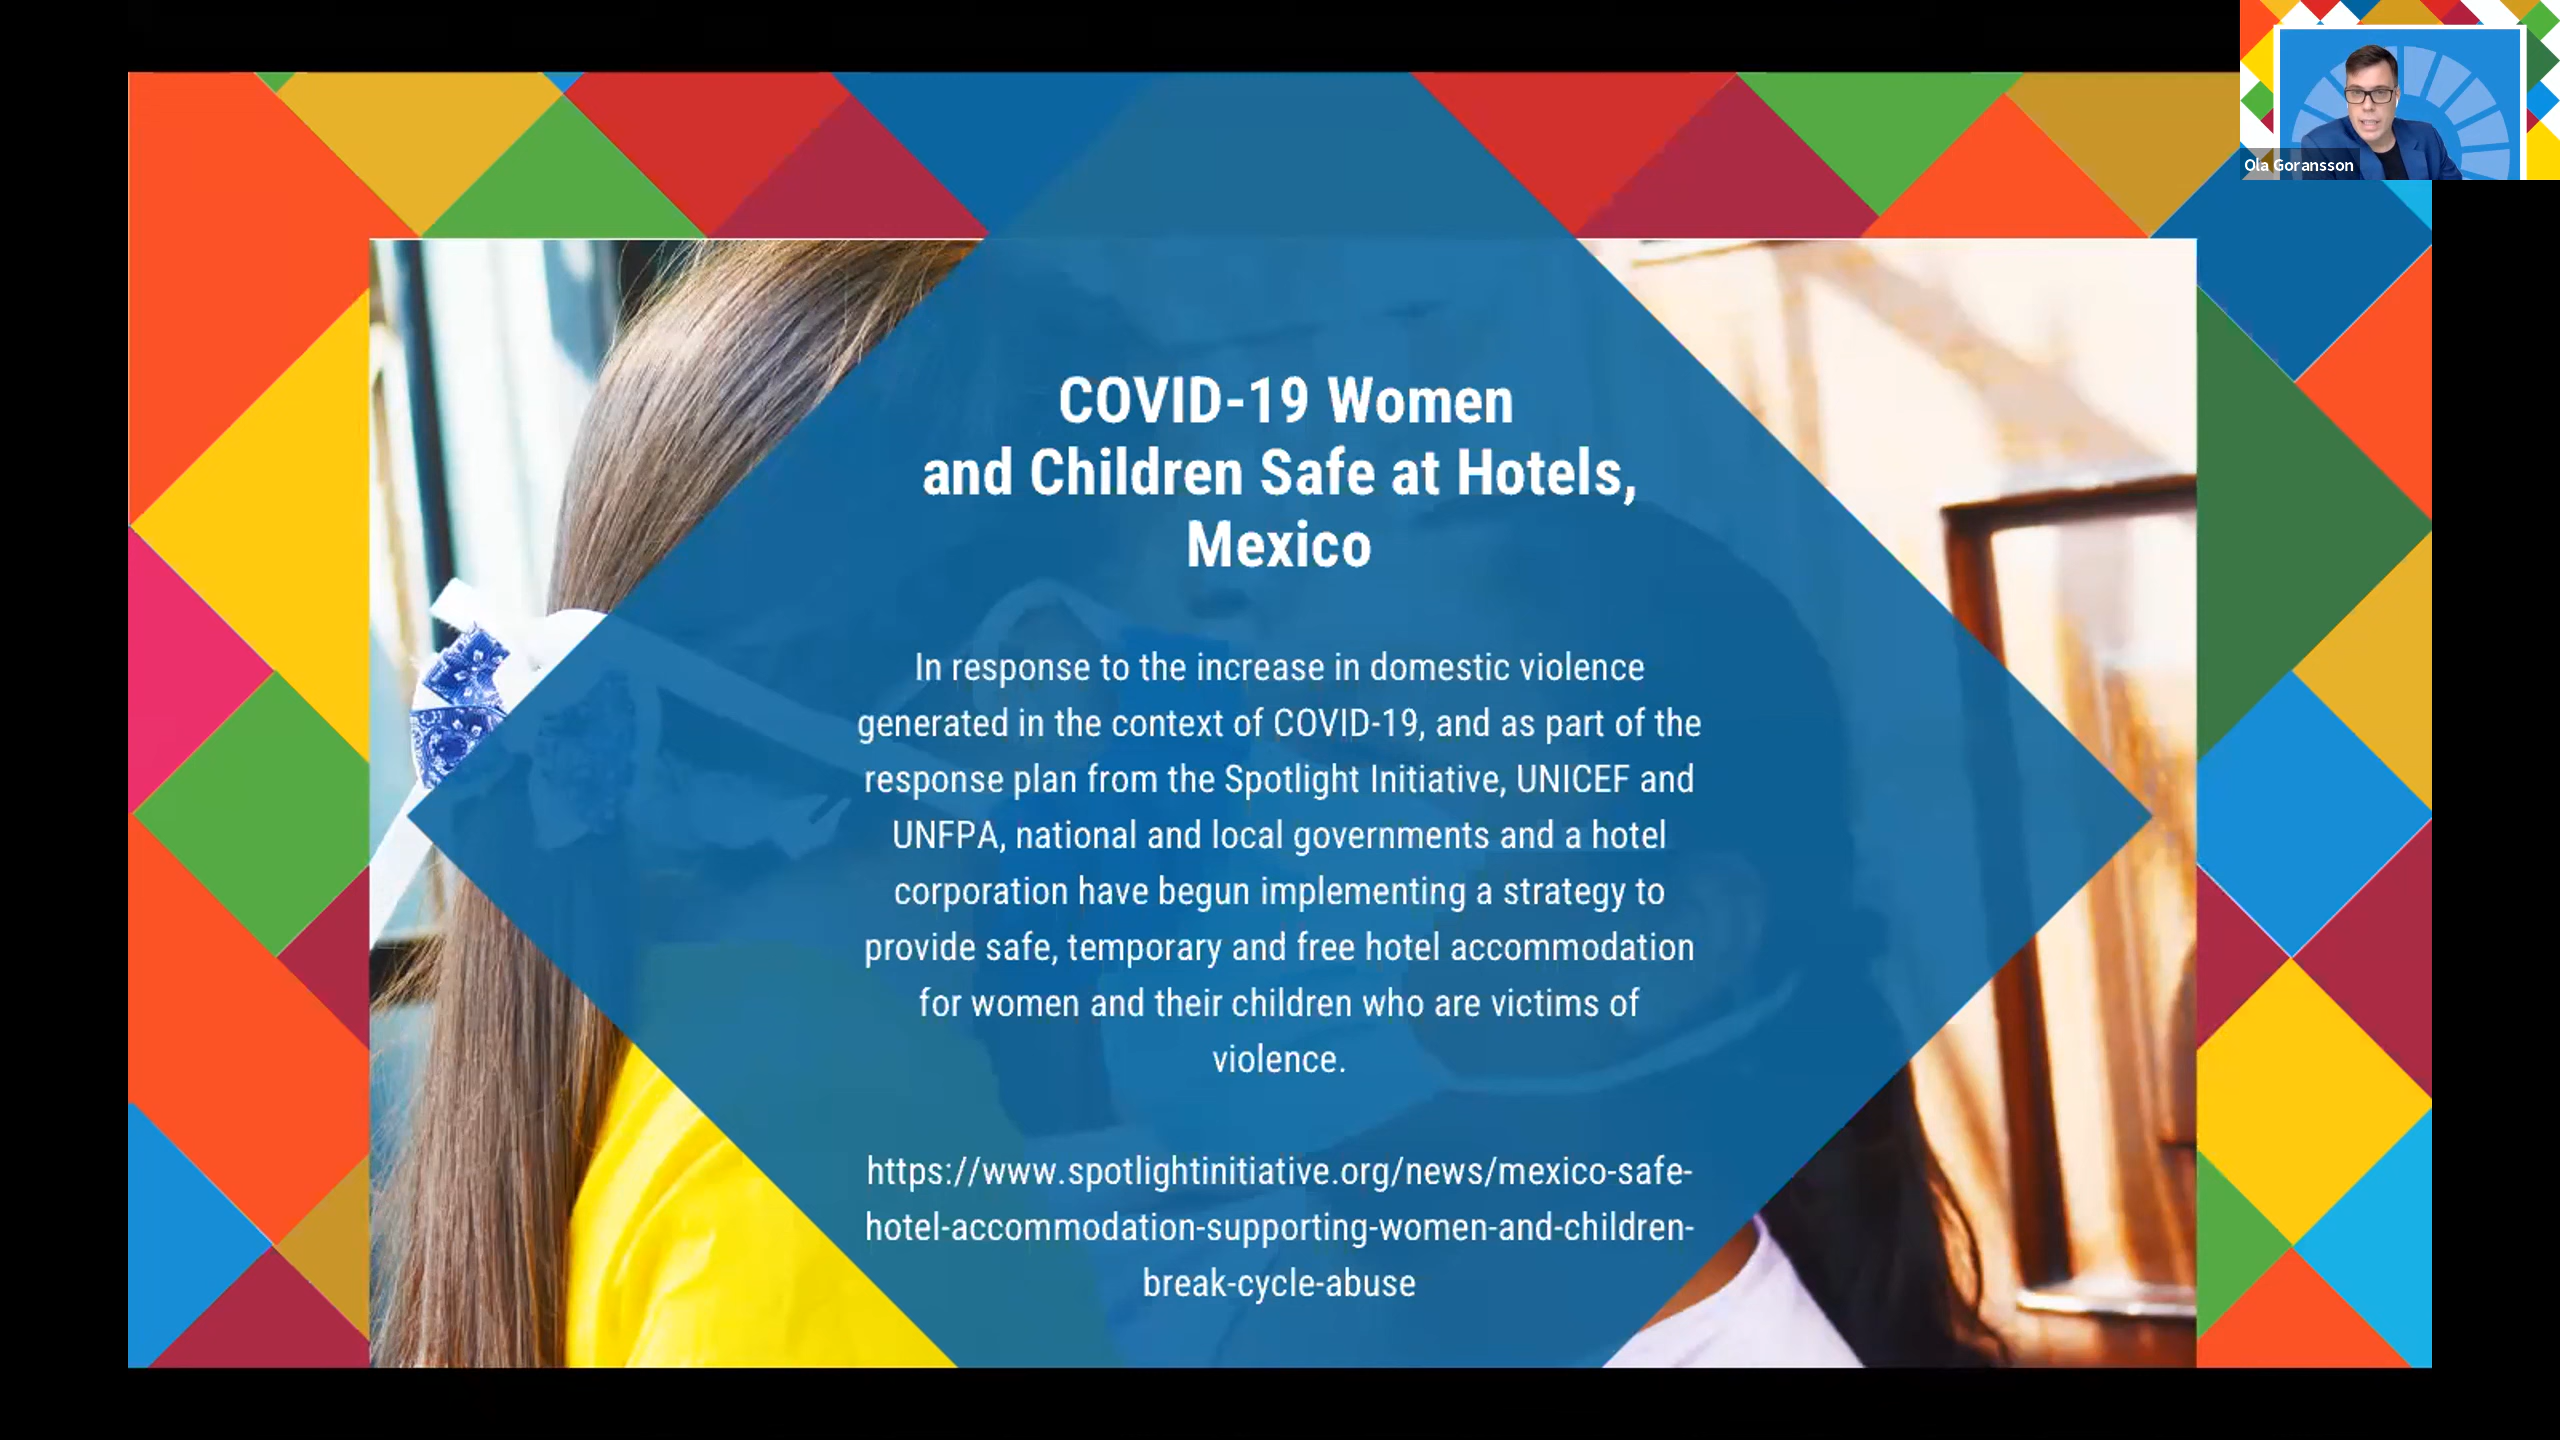 Ola Goransson
COVID-19 Women
and Children Safe at Hotels,
Mexico
In response to the increase in domestic violence
generated in the context of COVID-19, and as part of the
response plan from the Spotlight Initiative, UNICEF and
UNFPA, national and local governments and a hotel
corporation have begun implementing a strategy to
provide safe, temporary and free hotel accommodation
for women and their children who are victims of
violence.
https://www.spotlightinitiative.org/news/mexico-safe-
hotel-accommodation-supporting-women-and-children-
break-cycle-abuse